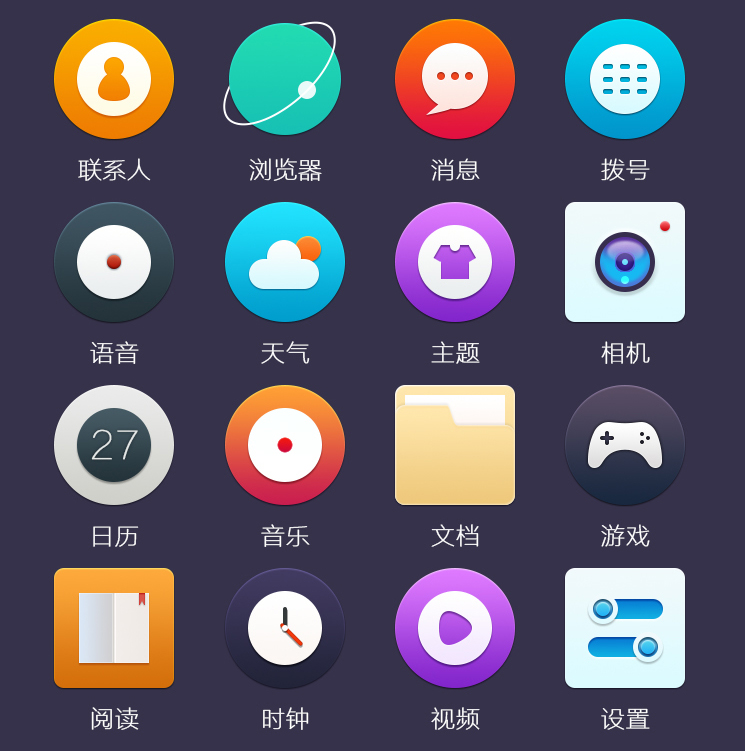 联系人 浏览器 消息 拨号
语音 天气 主题 相机
27
日历 音乐 文档 游戏
阅读 时钟 视频 设置